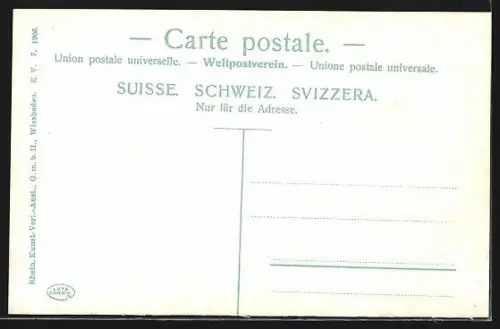 — Carte postale. —
Union postale universelle. — Weltpostverein. — Unione postale universale.
SUISSE. SCHWEIZ. SVIZZERA.
Nur für die Adresse.
Rhein. Kunst-Verl.-Anst., G. m. b. H., Wiesbaden. K. V. 7. 1906.